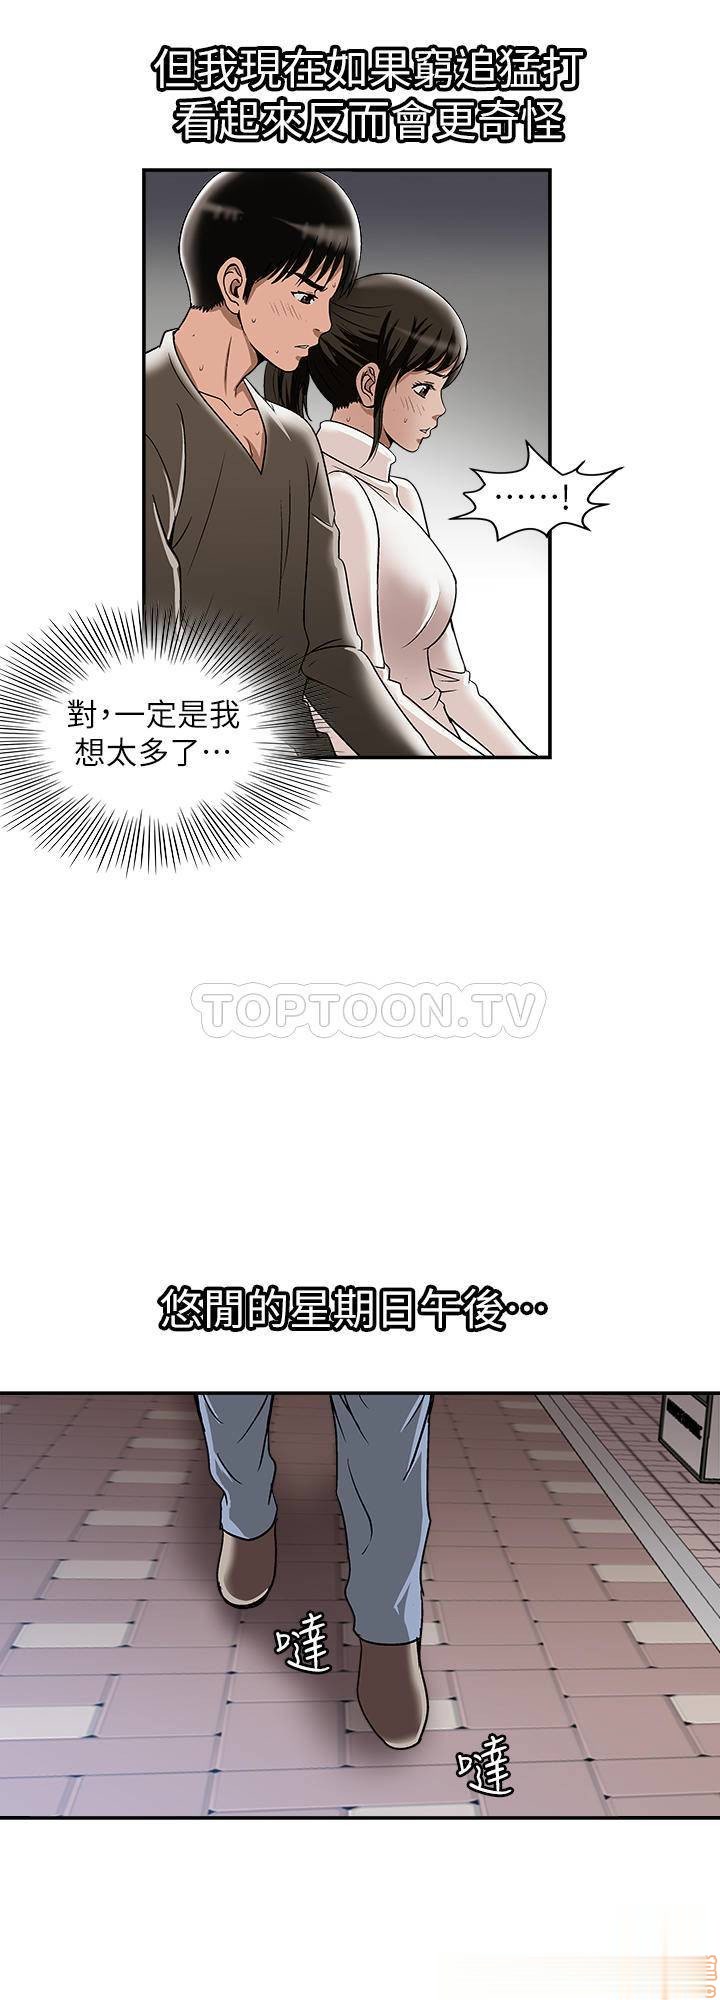 但我現在如果窮追猛打
看起來反而會更奇怪
……!
對,一定是我
想太多了…
TOPTOON.TV
悠閒的星期日午後…
噠
噠